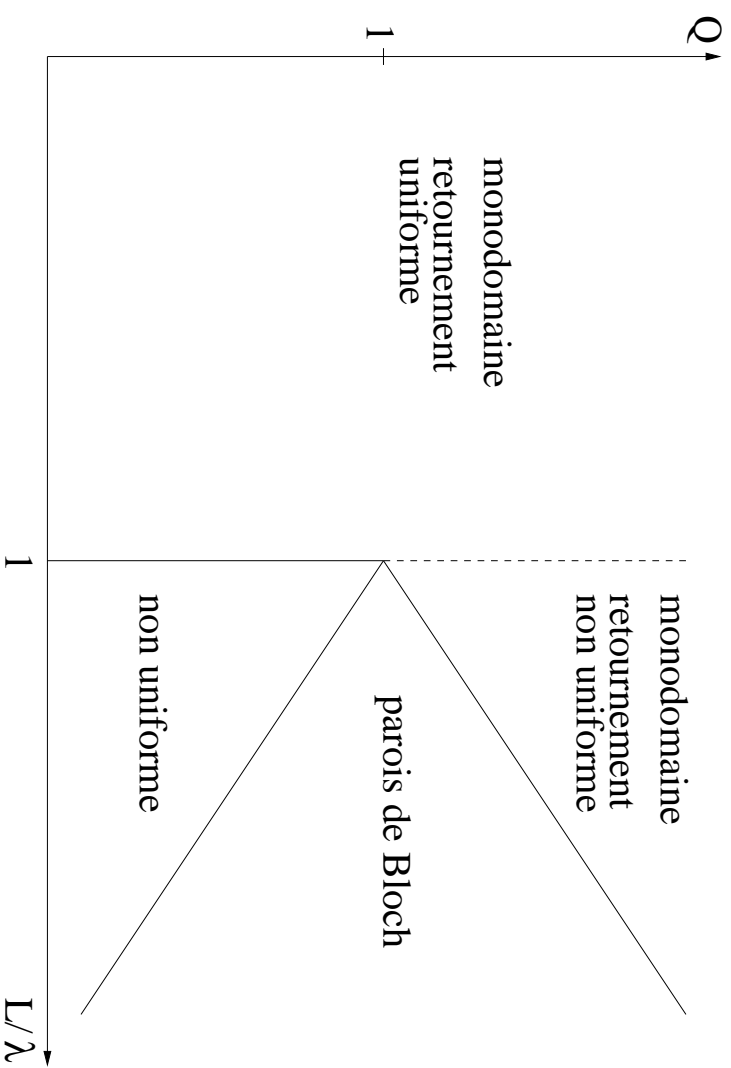 Q
1
monodomaine
retournement
uniforme
monodomaine
retournement
non uniforme
parois de Bloch
non uniforme
1
L/λ